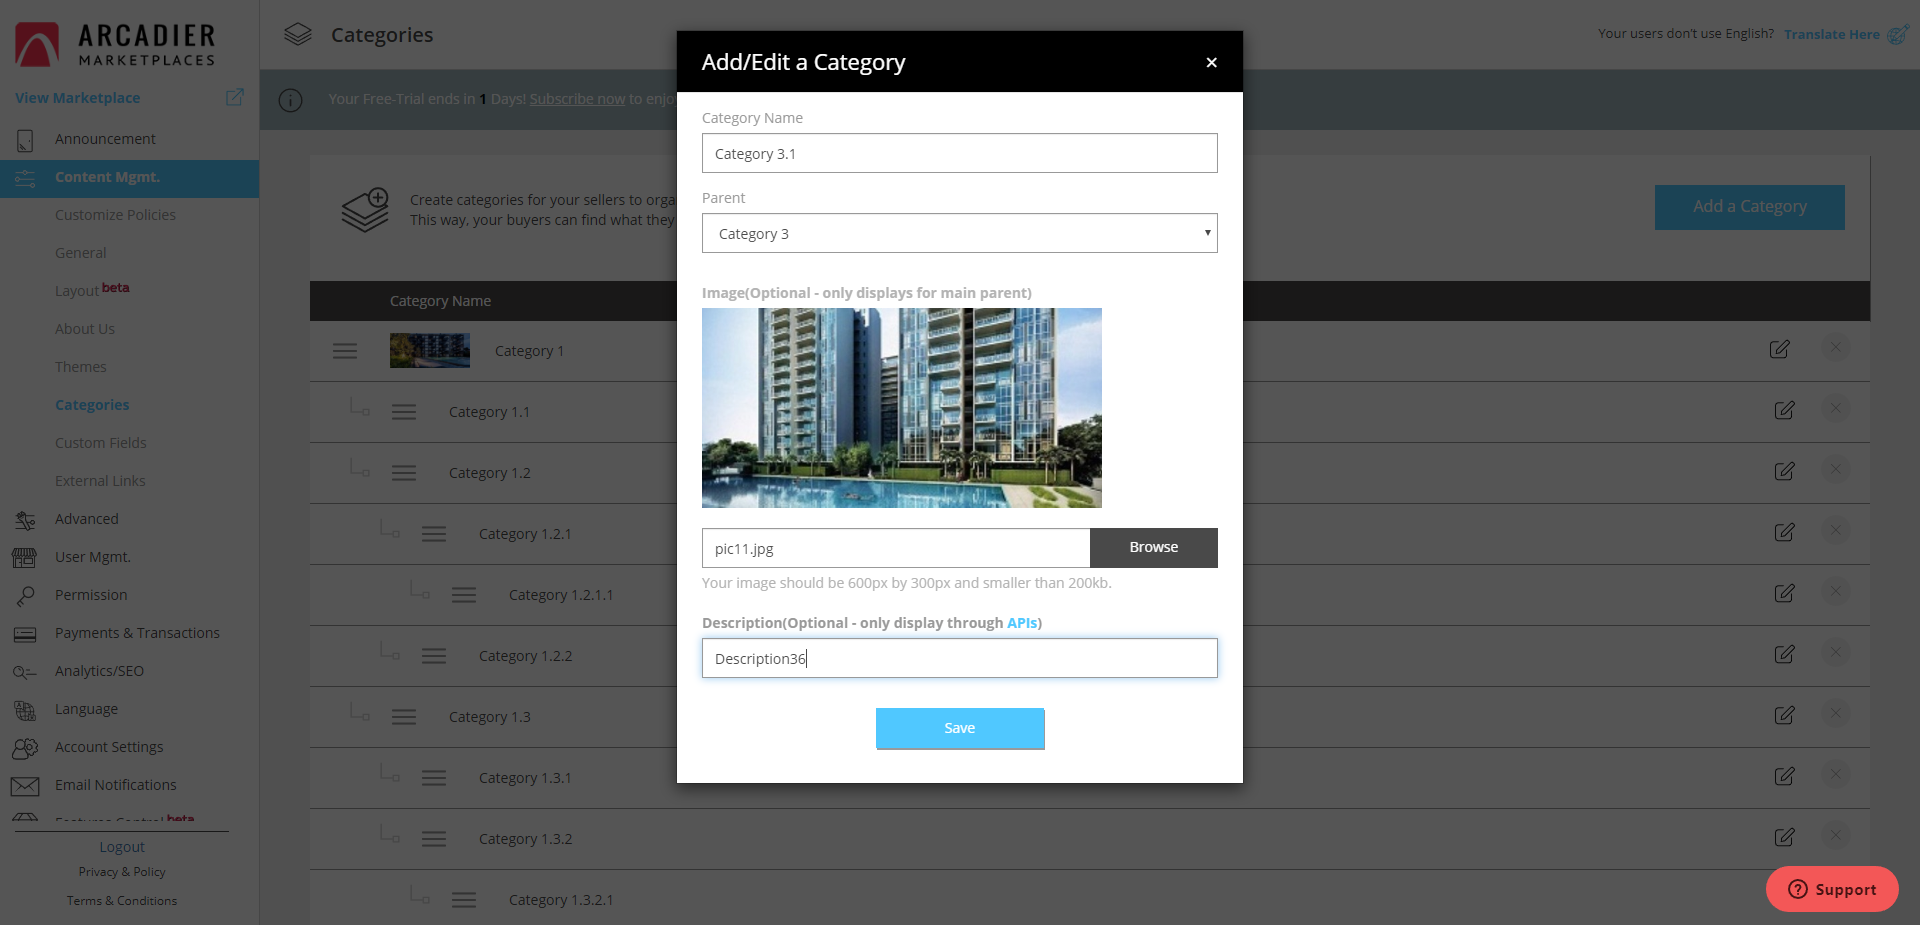 ARCADIER
MARKETPLACES
View Marketplace
Announcement
Content Mgmt.
Customize Policies
General
Layout beta
About Us
Themes
Categories
Custom Fields
External Links
Advanced
User Mgmt.
Permission
Payments & Transactions
Analytics/SEO
Language
Account Settings
Email Notifications
Features Control beta
Logout
Privacy & Policy
Terms & Conditions
Categories
Your users don't use English? Translate Here
Your Free-Trial ends in 1 Days! Subscribe now to enjo
Create categories for your sellers to orga
This way, your buyers can find what they
Add a Category
Category Name
Category 1
Category 1.1
Category 1.2
Category 1.2.1
Category 1.2.1.1
Category 1.2.2
Category 1.3
Category 1.3.1
Category 1.3.2
Category 1.3.2.1
Add/Edit a Category
Category Name
Category 3.1
Parent
Category 3
Image(Optional - only displays for main parent)
pic11.jpg
Browse
Your image should be 600px by 300px and smaller than 200kb.
Description(Optional - only display through APIs)
Description36
Save
Support